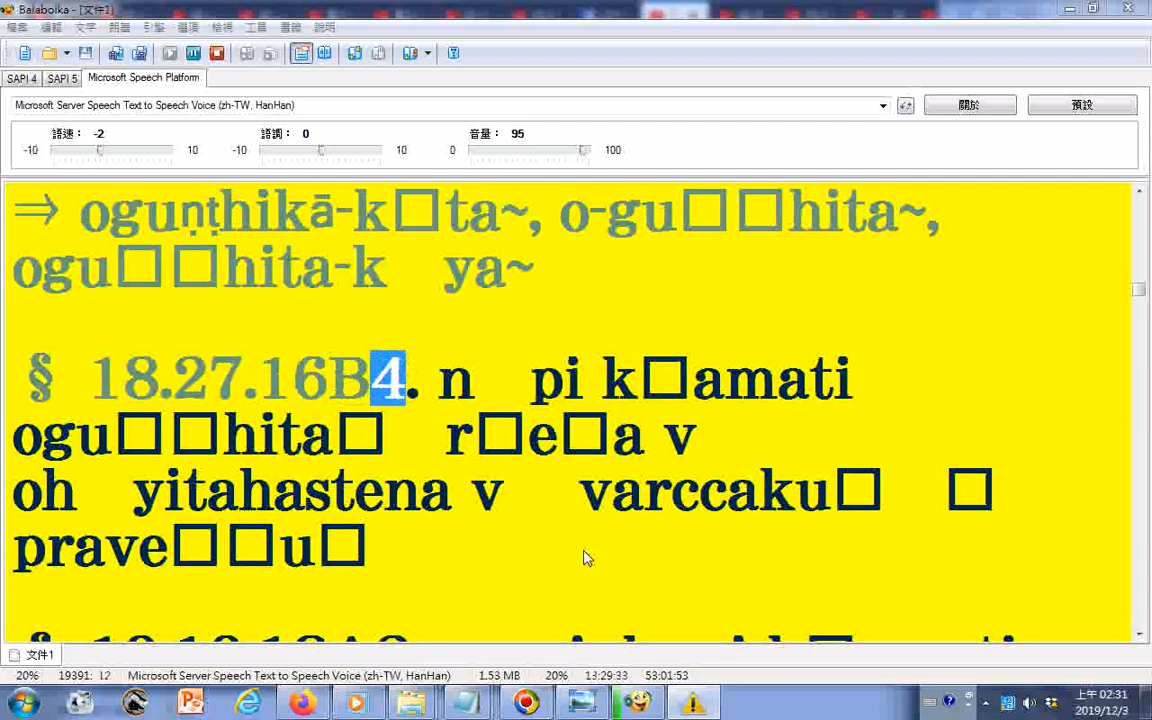 Balabolka - [文件1]
檔案 編輯 文字 朗讀 引擎 選項 檢視 工具 書籤 說明
SAPI 4 SAPI 5 Microsoft Speech Platform
Microsoft Server Speech Text to Speech Voice (zh-TW, HanHan) 關於 預設
語速： -2 語調： 0 音量： 95
-10 10 -10 10 0 100
⇒ oguṇṭhikā-k□ta~, o-gu□□hita~,
ogu□□hita-k ya~
§ 18.27.16B4. n pi k□amati
ogu□□hita□ r□e□a v
oh yitahastena v varccaku□ □
prave□□u□
文件1
20% 19391: 12 Microsoft Server Speech Text to Speech Voice (zh-TW, HanHan) 1.53 MB 20% 13:29:33 53:01:53
上午 02:31
2019/12/3